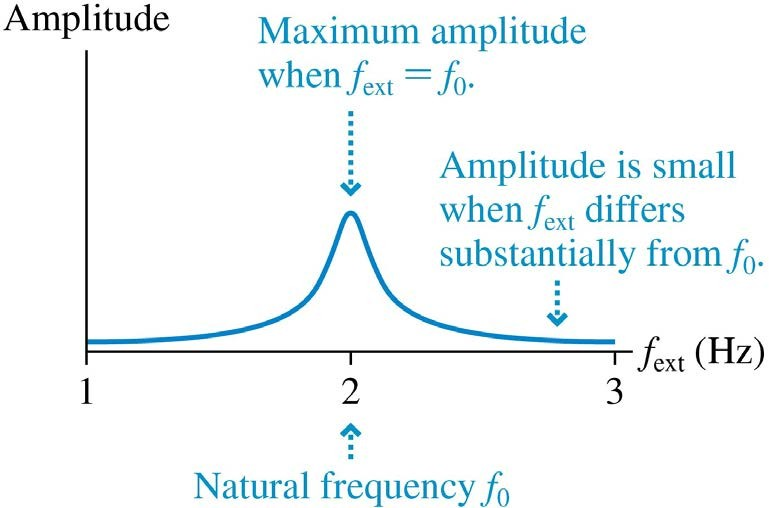 Amplitude
Maximum amplitude
when fext = f0.
Amplitude is small
when fext differs
substantially from f0.
fext (Hz)
1
2
3
Natural frequency f0